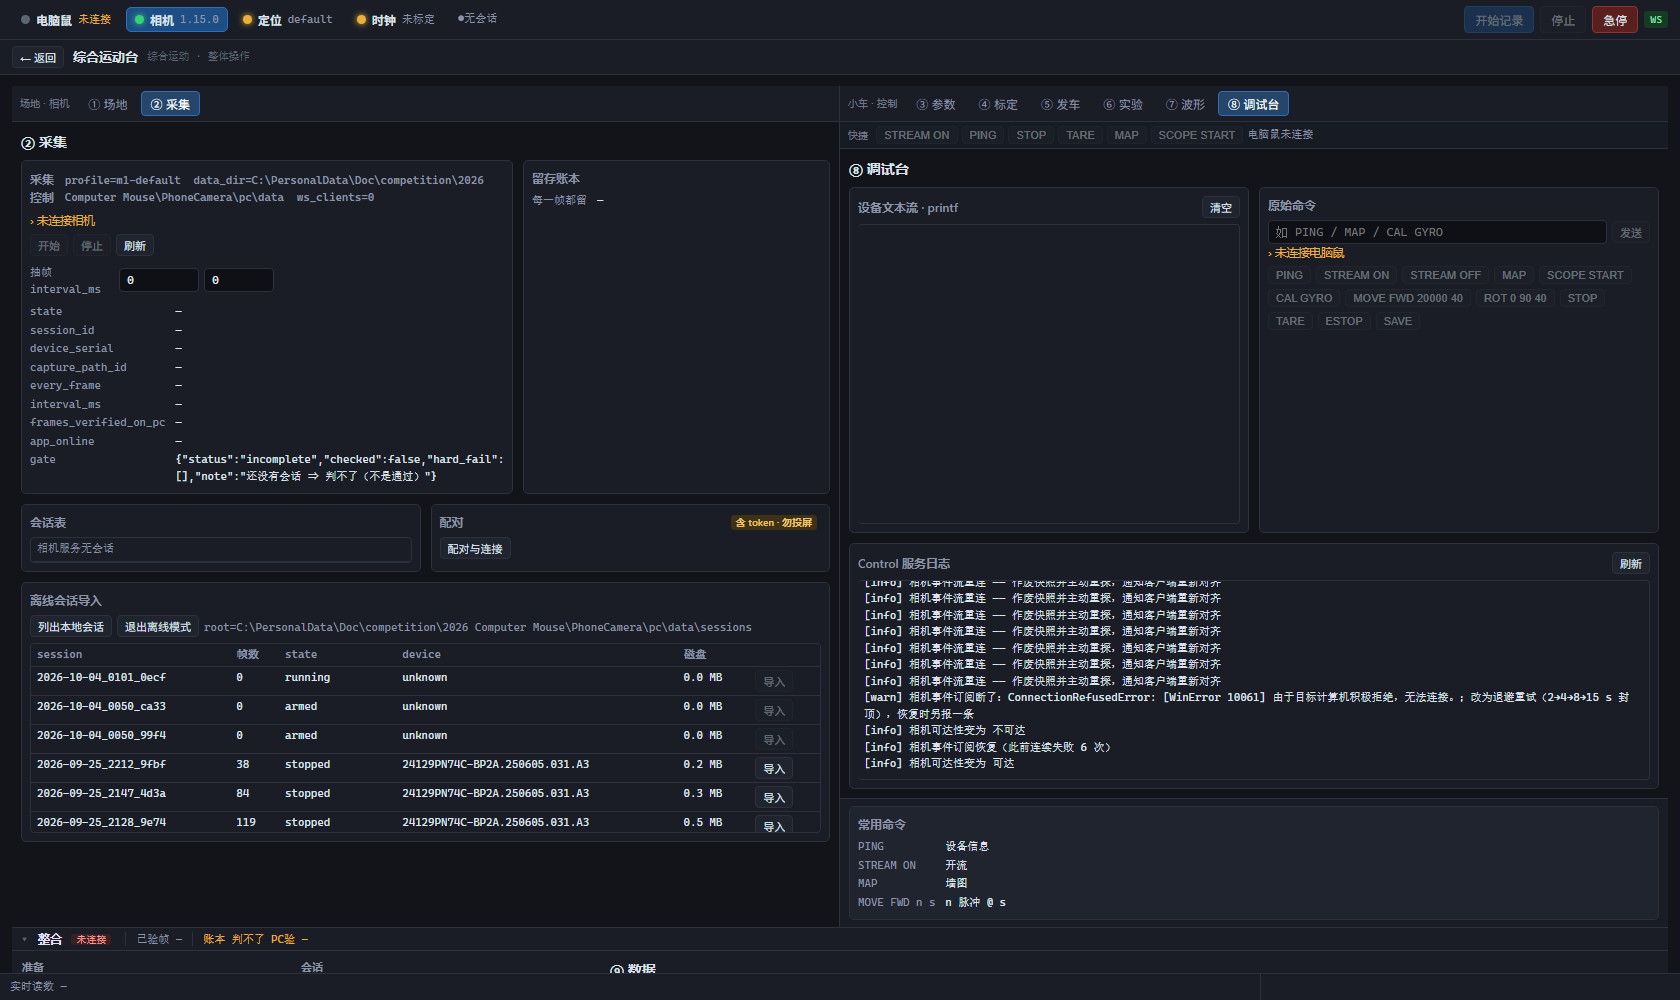 电脑鼠 未连接 相机 1.15.0 定位 default 时钟 未标定 无会话 开始记录 停止 急停 WS
←返回 综合运动台 综合运动 · 整体操作
场地·相机 ① 场地 ② 采集
② 采集
采集 profile=m1-default data_dir=C:\PersonalData\Doc\competition\2026
控制 Computer Mouse\PhoneCamera\pc\data ws_clients=0
› 未连接相机
开始 停止 刷新
抽帧
interval_ms 0 0
state —
session_id —
device_serial —
capture_path_id —
every_frame —
interval_ms —
frames_verified_on_pc —
app_online —
gate {"status":"incomplete","checked":false,"hard_fail":
[],"note":"还没有会话 ⇒ 判不了（不是通过）"}
留存账本
每一帧都留 —
会话表
相机服务无会话
配对 含 token · 勿投屏
配对与连接
离线会话导入
列出本地会话 退出离线模式 root=C:\PersonalData\Doc\competition\2026 Computer Mouse\PhoneCamera\pc\data\sessions
session 帧数 state device 磁盘
2026-10-04_0101_0ecf 0 running unknown 0.0 MB 导入
2026-10-04_0050_ca33 0 armed unknown 0.0 MB 导入
2026-10-04_0050_99f4 0 armed unknown 0.0 MB 导入
2026-09-25_2212_9fbf 38 stopped 24129PN74C-BP2A.250605.031.A3 0.2 MB 导入
2026-09-25_2147_4d3a 84 stopped 24129PN74C-BP2A.250605.031.A3 0.3 MB 导入
2026-09-25_2128_9e74 119 stopped 24129PN74C-BP2A.250605.031.A3 0.5 MB 导入
小车·控制 ③ 参数 ④ 标定 ⑤ 发车 ⑥ 实验 ⑦ 波形 ⑧ 调试台
快捷 STREAM ON PING STOP TARE MAP SCOPE START 电脑鼠未连接
⑧ 调试台
设备文本流 · printf 清空
原始命令
如 PING / MAP / CAL GYRO 发送
› 未连接电脑鼠
PING STREAM ON STREAM OFF MAP SCOPE START
CAL GYRO MOVE FWD 20000 40 ROT 0 90 40 STOP
TARE ESTOP SAVE
Control 服务日志 刷新
[info] 相机事件流重连 —— 作废快照并主动重探，通知客户端重新对齐
[info] 相机事件流重连 —— 作废快照并主动重探，通知客户端重新对齐
[info] 相机事件流重连 —— 作废快照并主动重探，通知客户端重新对齐
[info] 相机事件流重连 —— 作废快照并主动重探，通知客户端重新对齐
[info] 相机事件流重连 —— 作废快照并主动重探，通知客户端重新对齐
[info] 相机事件流重连 —— 作废快照并主动重探，通知客户端重新对齐
[info] 相机事件流重连 —— 作废快照并主动重探，通知客户端重新对齐
[warn] 相机事件订阅断了：ConnectionRefusedError: [WinError 10061] 由于目标计算机积极拒绝，无法连接。；改为退避重试（2→4→8→15 s 封
顶），恢复时另报一条
[info] 相机可达性变为 不可达
[info] 相机事件订阅恢复（此前连续失败 6 次）
[info] 相机可达性变为 可达
常用命令
PING 设备信息
STREAM ON 开流
MAP 墙图
MOVE FWD n s n 脉冲 @ s
整合 未连接 已验帧 — 账本 判不了 PC验 —
准备 会话 ⑨ 数据
实时读数 —